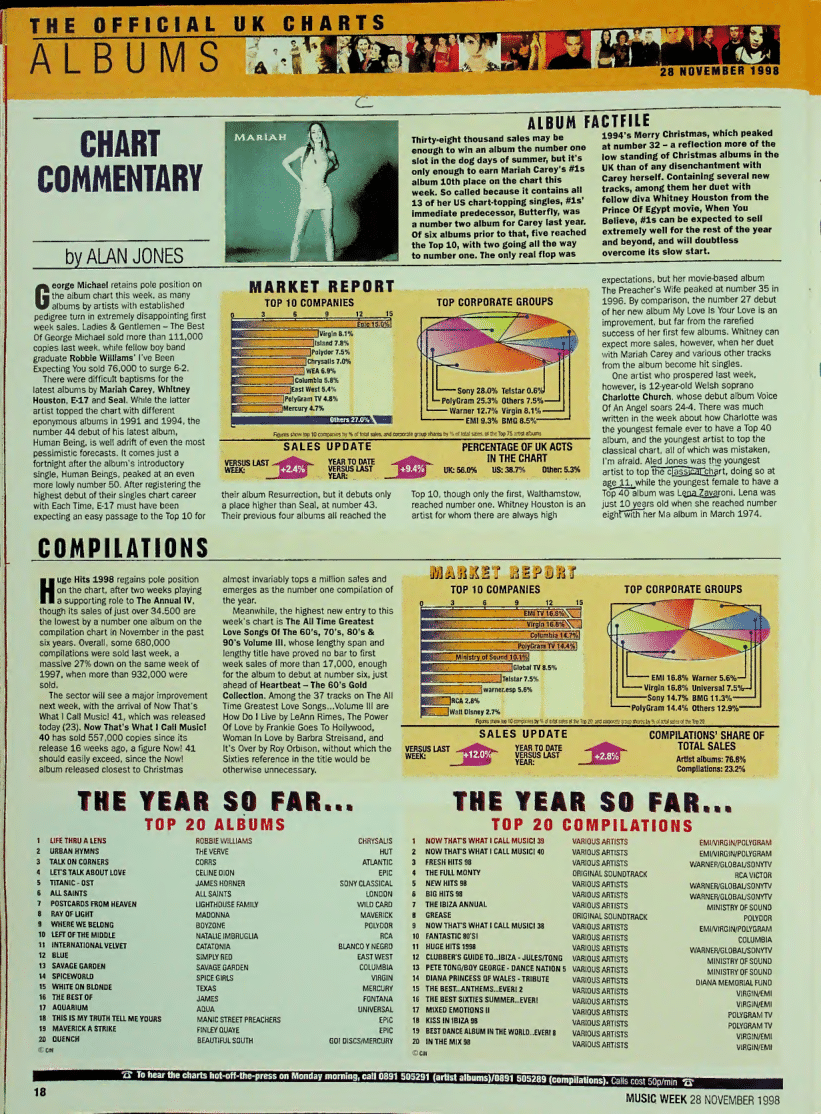 THE OFFICIAL UK CHARTS
ALBUMS
28 NOVEMBER 1998
CHART
COMMENTARY
by ALAN JONES
MARIAH
ALBUM FACTFILE
Thirty-eight thousand sales may be
enough to win an album the number one
slot in the dog days of summer, but it's
only enough to earn Mariah Carey's #1s
album 10th place on the chart this
week. So called because it contains all
13 of her US chart-topping singles, #1s'
immediate predecessor, Butterfly, was
a number two album for Carey last year.
Of six albums prior to that, five reached
the Top 10, with two going all the way
to number one. The only real flop was
1994's Merry Christmas, which peaked
at number 32 – a reflection more of the
low standing of Christmas albums in the
UK than of any disenchantment with
Carey herself. Containing several new
tracks, among them her duet with
fellow diva Whitney Houston from the
Prince Of Egypt movie, When You
Believe, #1s can be expected to sell
extremely well for the rest of the year
and beyond, and will doubtless
overcome its slow start.
George Michael retains pole position on
the album chart this week, as many
albums by artists with established
pedigree turn in extremely disappointing first
week sales. Ladies & Gentlemen – The Best
Of George Michael sold more than 111,000
copies last week, while fellow boy band
graduate Robbie Williams' I've Been
Expecting You sold 76,000 to surge 6-2.
There were difficult baptisms for the
latest albums by Mariah Carey, Whitney
Houston, E-17 and Seal. While the latter
artist topped the chart with different
eponymous albums in 1991 and 1994, the
number 44 debut of his latest album,
Human Being, is well adrift of even the most
pessimistic forecasts. It comes just a
fortnight after the album's introductory
single, Human Beings, peaked at an even
more lowly number 50. After registering the
highest debut of their singles chart career
with Each Time, E-17 must have been
expecting an easy passage to the Top 10 for
MARKET REPORT
TOP 10 COMPANIES
0 3 6 9 12 15
Epic 15.0%
Virgin 8.1%
Island 7.8%
Polydor 7.5%
Chrysalis 7.0%
WEA 6.9%
Columbia 5.8%
East West 5.4%
PolyGram TV 4.8%
Mercury 4.7%
Others 27.0%
TOP CORPORATE GROUPS
Sony 28.0% Telstar 0.6%
PolyGram 25.3% Others 7.5%
Warner 12.7% Virgin 8.1%
EMI 9.3% BMG 8.5%
Figures show top 10 companies by % of total sales, and corporate group shares by % of total sales of the Top 75 artist albums
SALES UPDATE
VERSUS LAST WEEK: +2.4%
YEAR TO DATE VERSUS LAST YEAR: +9.4%
PERCENTAGE OF UK ACTS
IN THE CHART
UK: 56.0% US: 38.7% Other: 5.3%
their album Resurrection, but it debuts only
a place higher than Seal, at number 43.
Their previous four albums all reached the
Top 10, though only the first, Walthamstow,
reached number one. Whitney Houston is an
artist for whom there are always high
expectations, but her movie-based album
The Preacher's Wife peaked at number 35 in
1996. By comparison, the number 27 debut
of her new album My Love Is Your Love is an
improvement, but far from the rarefied
success of her first few albums. Whitney can
expect more sales, however, when her duet
with Mariah Carey and various other tracks
from the album become hit singles.
One artist who prospered last week,
however, is 12-year-old Welsh soprano
Charlotte Church, whose debut album Voice
Of An Angel soars 24-4. There was much
written in the week about how Charlotte was
the youngest female ever to have a Top 40
album, and the youngest artist to top the
classical chart, all of which was mistaken,
I'm afraid. Aled Jones was the youngest
artist to top the classical chart, doing so at
age 11, while the youngest female to have a
Top 40 album was Lena Zavaroni. Lena was
just 10 years old when she reached number
eight with her Ma album in March 1974.
COMPILATIONS
Huge Hits 1998 regains pole position
on the chart, after two weeks playing
a supporting role to The Annual IV,
though its sales of just over 34,500 are
the lowest by a number one album on the
compilation chart in November in the past
six years. Overall, some 680,000
compilations were sold last week, a
massive 27% down on the same week of
1997, when more than 932,000 were
sold.
The sector will see a major improvement
next week, with the arrival of Now That's
What I Call Music! 41, which was released
today (23). Now That's What I Call Music!
40 has sold 557,000 copies since its
release 16 weeks ago, a figure Now! 41
should easily exceed, since the Now!
album released closest to Christmas
almost invariably tops a million sales and
emerges as the number one compilation of
the year.
Meanwhile, the highest new entry to this
week's chart is The All Time Greatest
Love Songs Of The 60's, 70's, 80's &
90's Volume III, whose lengthy span and
lengthy title have proved no bar to first
week sales of more than 17,000, enough
for the album to debut at number six, just
ahead of Heartbeat – The 60's Gold
Collection. Among the 37 tracks on The All
Time Greatest Love Songs...Volume III are
How Do I Live by LeAnn Rimes, The Power
Of Love by Frankie Goes To Hollywood,
Woman In Love by Barbra Streisand, and
It's Over by Roy Orbison, without which the
Sixties reference in the title would be
otherwise unnecessary.
MARKET REPORT
TOP 10 COMPANIES
0 3 6 9 12 15
EMI TV 16.8%
Virgin 16.8%
Columbia 14.7%
PolyGram TV 14.4%
Ministry of Sound 10.1%
Global TV 8.5%
Telstar 7.5%
warner.esp 5.6%
RCA 2.8%
Walt Disney 2.7%
TOP CORPORATE GROUPS
EMI 16.8% Warner 5.6%
Virgin 16.8% Universal 7.5%
Sony 14.7% BMG 11.3%
PolyGram 14.4% Others 12.9%
Figures show top 10 companies by % of total sales of the Top 20, and corporate group shares by % of total sales of the Top 20
SALES UPDATE
VERSUS LAST WEEK: +12.0%
YEAR TO DATE VERSUS LAST YEAR: +2.8%
COMPILATIONS' SHARE OF
TOTAL SALES
Artist albums: 76.8%
Compilations: 23.2%
THE YEAR SO FAR...
TOP 20 ALBUMS
1 LIFE THRU A LENS ROBBIE WILLIAMS CHRYSALIS
2 URBAN HYMNS THE VERVE HUT
3 TALK ON CORNERS CORRS ATLANTIC
4 LET'S TALK ABOUT LOVE CELINE DION EPIC
5 TITANIC - OST JAMES HORNER SONY CLASSICAL
6 ALL SAINTS ALL SAINTS LONDON
7 POSTCARDS FROM HEAVEN LIGHTHOUSE FAMILY WILD CARD
8 RAY OF LIGHT MADONNA MAVERICK
9 WHERE WE BELONG BOYZONE POLYDOR
10 LEFT OF THE MIDDLE NATALIE IMBRUGLIA RCA
11 INTERNATIONAL VELVET CATATONIA BLANCO Y NEGRO
12 BLUE SIMPLY RED EAST WEST
13 SAVAGE GARDEN SAVAGE GARDEN COLUMBIA
14 SPICEWORLD SPICE GIRLS VIRGIN
15 WHITE ON BLONDE TEXAS MERCURY
16 THE BEST OF JAMES FONTANA
17 AQUARIUM AQUA UNIVERSAL
18 THIS IS MY TRUTH TELL ME YOURS MANIC STREET PREACHERS EPIC
19 MAVERICK A STRIKE FINLEY QUAYE EPIC
20 QUENCH BEAUTIFUL SOUTH GO! DISCS/MERCURY
© CIN
THE YEAR SO FAR...
TOP 20 COMPILATIONS
1 NOW THAT'S WHAT I CALL MUSIC! 39 VARIOUS ARTISTS EMI/VIRGIN/POLYGRAM
2 NOW THAT'S WHAT I CALL MUSIC! 40 VARIOUS ARTISTS EMI/VIRGIN/POLYGRAM
3 FRESH HITS 98 VARIOUS ARTISTS WARNER/GLOBAL/SONYTV
4 THE FULL MONTY ORIGINAL SOUNDTRACK RCA VICTOR
5 NEW HITS 98 VARIOUS ARTISTS WARNER/GLOBAL/SONYTV
6 BIG HITS 98 VARIOUS ARTISTS WARNER/GLOBAL/SONYTV
7 THE IBIZA ANNUAL VARIOUS ARTISTS MINISTRY OF SOUND
8 GREASE ORIGINAL SOUNDTRACK POLYDOR
9 NOW THAT'S WHAT I CALL MUSIC! 38 VARIOUS ARTISTS EMI/VIRGIN/POLYGRAM
10 FANTASTIC 80'S! VARIOUS ARTISTS COLUMBIA
11 HUGE HITS 1998 VARIOUS ARTISTS WARNER/GLOBAL/SONYTV
12 CLUBBER'S GUIDE TO...IBIZA - JULES/TONG VARIOUS ARTISTS MINISTRY OF SOUND
13 PETE TONG/BOY GEORGE - DANCE NATION 5 VARIOUS ARTISTS MINISTRY OF SOUND
14 DIANA PRINCESS OF WALES - TRIBUTE VARIOUS ARTISTS DIANA MEMORIAL FUND
15 THE BEST...ANTHEMS...EVER! 2 VARIOUS ARTISTS VIRGIN/EMI
16 THE BEST SIXTIES SUMMER...EVER! VARIOUS ARTISTS VIRGIN/EMI
17 MIXED EMOTIONS II VARIOUS ARTISTS POLYGRAM TV
18 KISS IN IBIZA 98 VARIOUS ARTISTS POLYGRAM TV
19 BEST DANCE ALBUM IN THE WORLD...EVER! 8 VARIOUS ARTISTS VIRGIN/EMI
20 IN THE MIX 98 VARIOUS ARTISTS VIRGIN/EMI
© CIN
To hear the charts hot-off-the-press on Monday morning, call 0891 505291 (artist albums)/0891 505289 (compilations). Calls cost 50p/min
18
MUSIC WEEK 28 NOVEMBER 1998